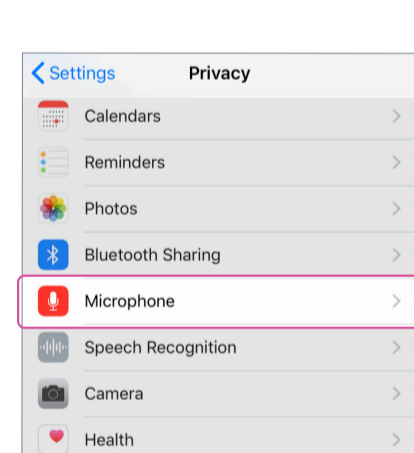 Settings Privacy
Calendars
Reminders
Photos
Bluetooth Sharing
Microphone
Speech Recognition
Camera
Health